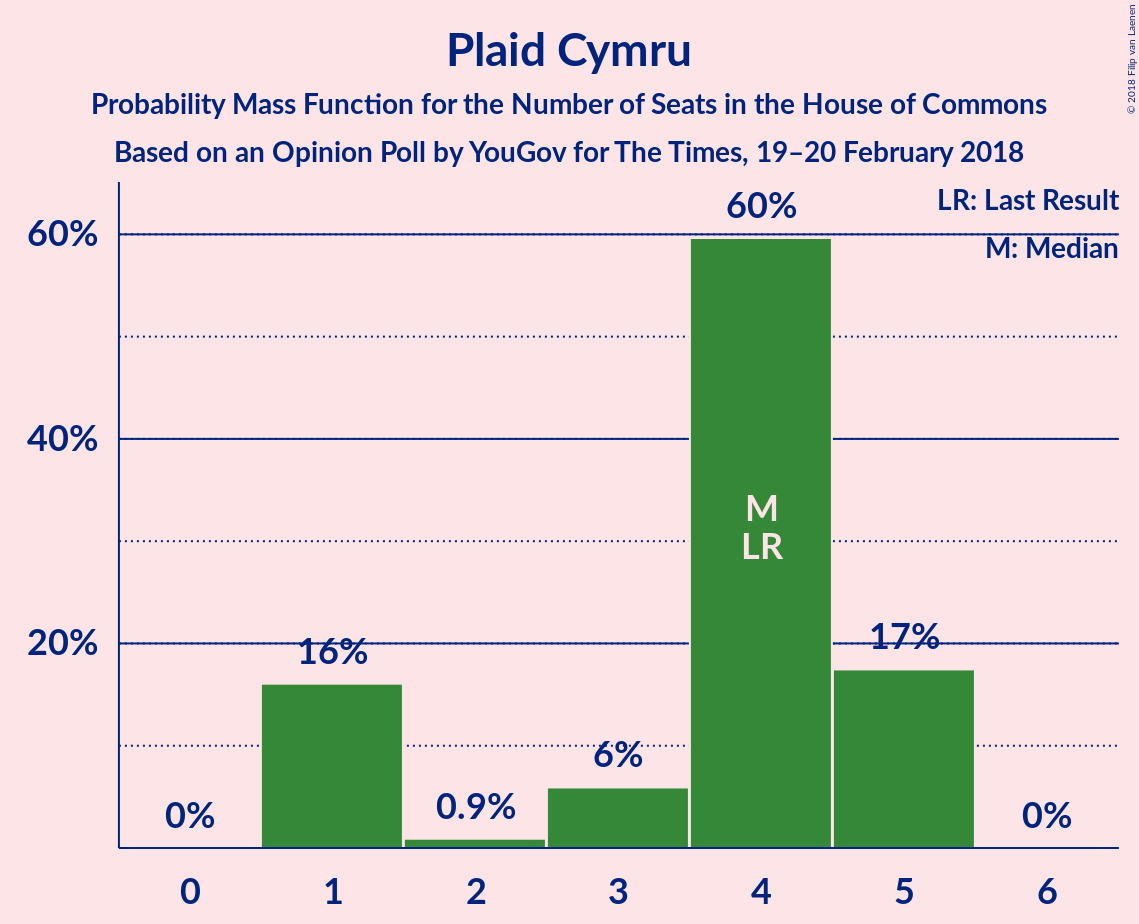 Plaid Cymru
Probability Mass Function for the Number of Seats in the House of Commons
Based on an Opinion Poll by YouGov for The Times, 19–20 February 2018
© 2018 Filip van Laenen
LR: Last Result
M: Median
60%
40%
20%
0%
16%
0.9%
6%
60%
M
LR
17%
0%
0
1
2
3
4
5
6